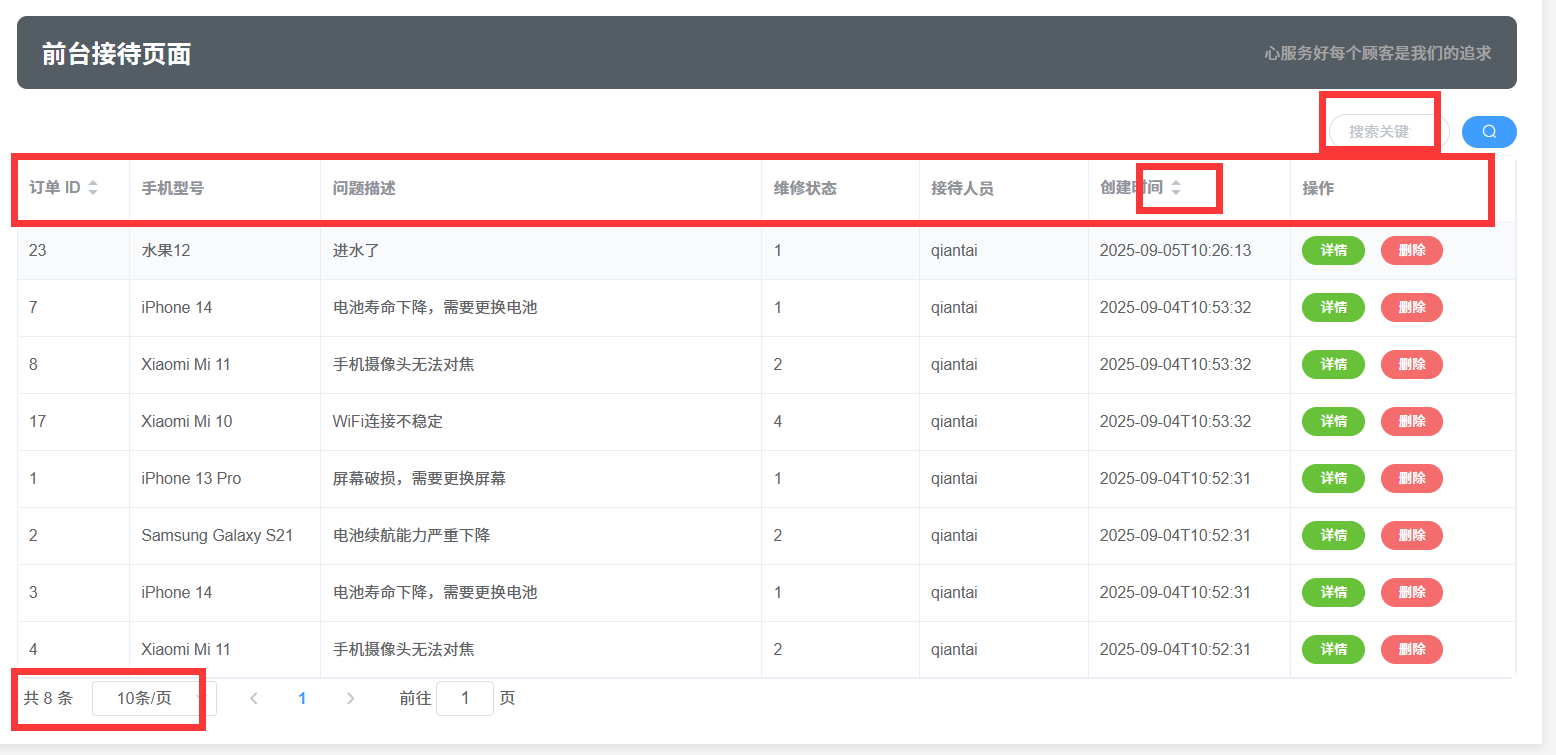 前台接待页面
心服务好每个顾客是我们的追求
搜索关键
订单 ID 手机型号 问题描述 维修状态 接待人员 创建时间 操作
23 水果12 进水了 1 qiantai 2025-09-05T10:26:13 详情 删除
7 iPhone 14 电池寿命下降，需要更换电池 1 qiantai 2025-09-04T10:53:32 详情 删除
8 Xiaomi Mi 11 手机摄像头无法对焦 2 qiantai 2025-09-04T10:53:32 详情 删除
17 Xiaomi Mi 10 WiFi连接不稳定 4 qiantai 2025-09-04T10:53:32 详情 删除
1 iPhone 13 Pro 屏幕破损，需要更换屏幕 1 qiantai 2025-09-04T10:52:31 详情 删除
2 Samsung Galaxy S21 电池续航能力严重下降 2 qiantai 2025-09-04T10:52:31 详情 删除
3 iPhone 14 电池寿命下降，需要更换电池 1 qiantai 2025-09-04T10:52:31 详情 删除
4 Xiaomi Mi 11 手机摄像头无法对焦 2 qiantai 2025-09-04T10:52:31 详情 删除
共 8 条 10条/页 1 前往 1 页